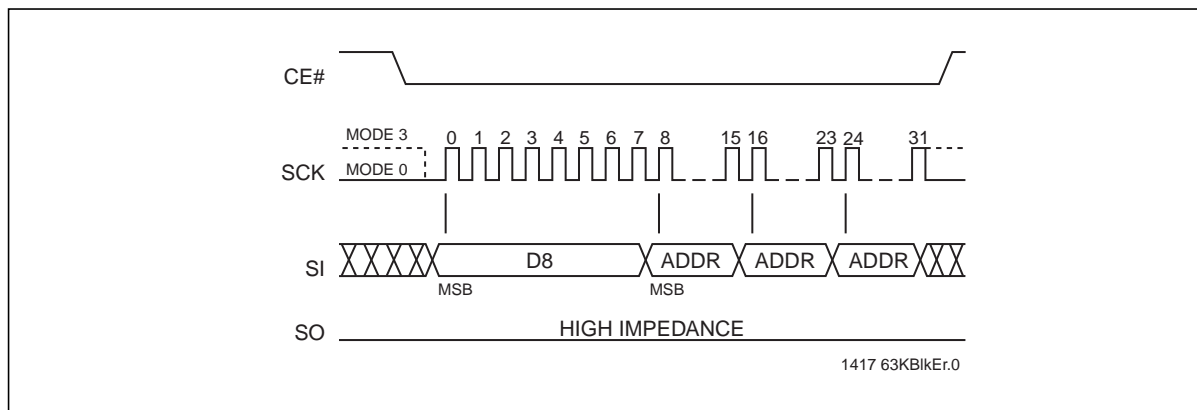 CE#
MODE 3
0 1 2 3 4 5 6 7 8 15 16 23 24 31
SCK
MODE 0
SI
D8
ADDR
ADDR
ADDR
MSB
MSB
SO
HIGH IMPEDANCE
1417 63KBlkEr.0